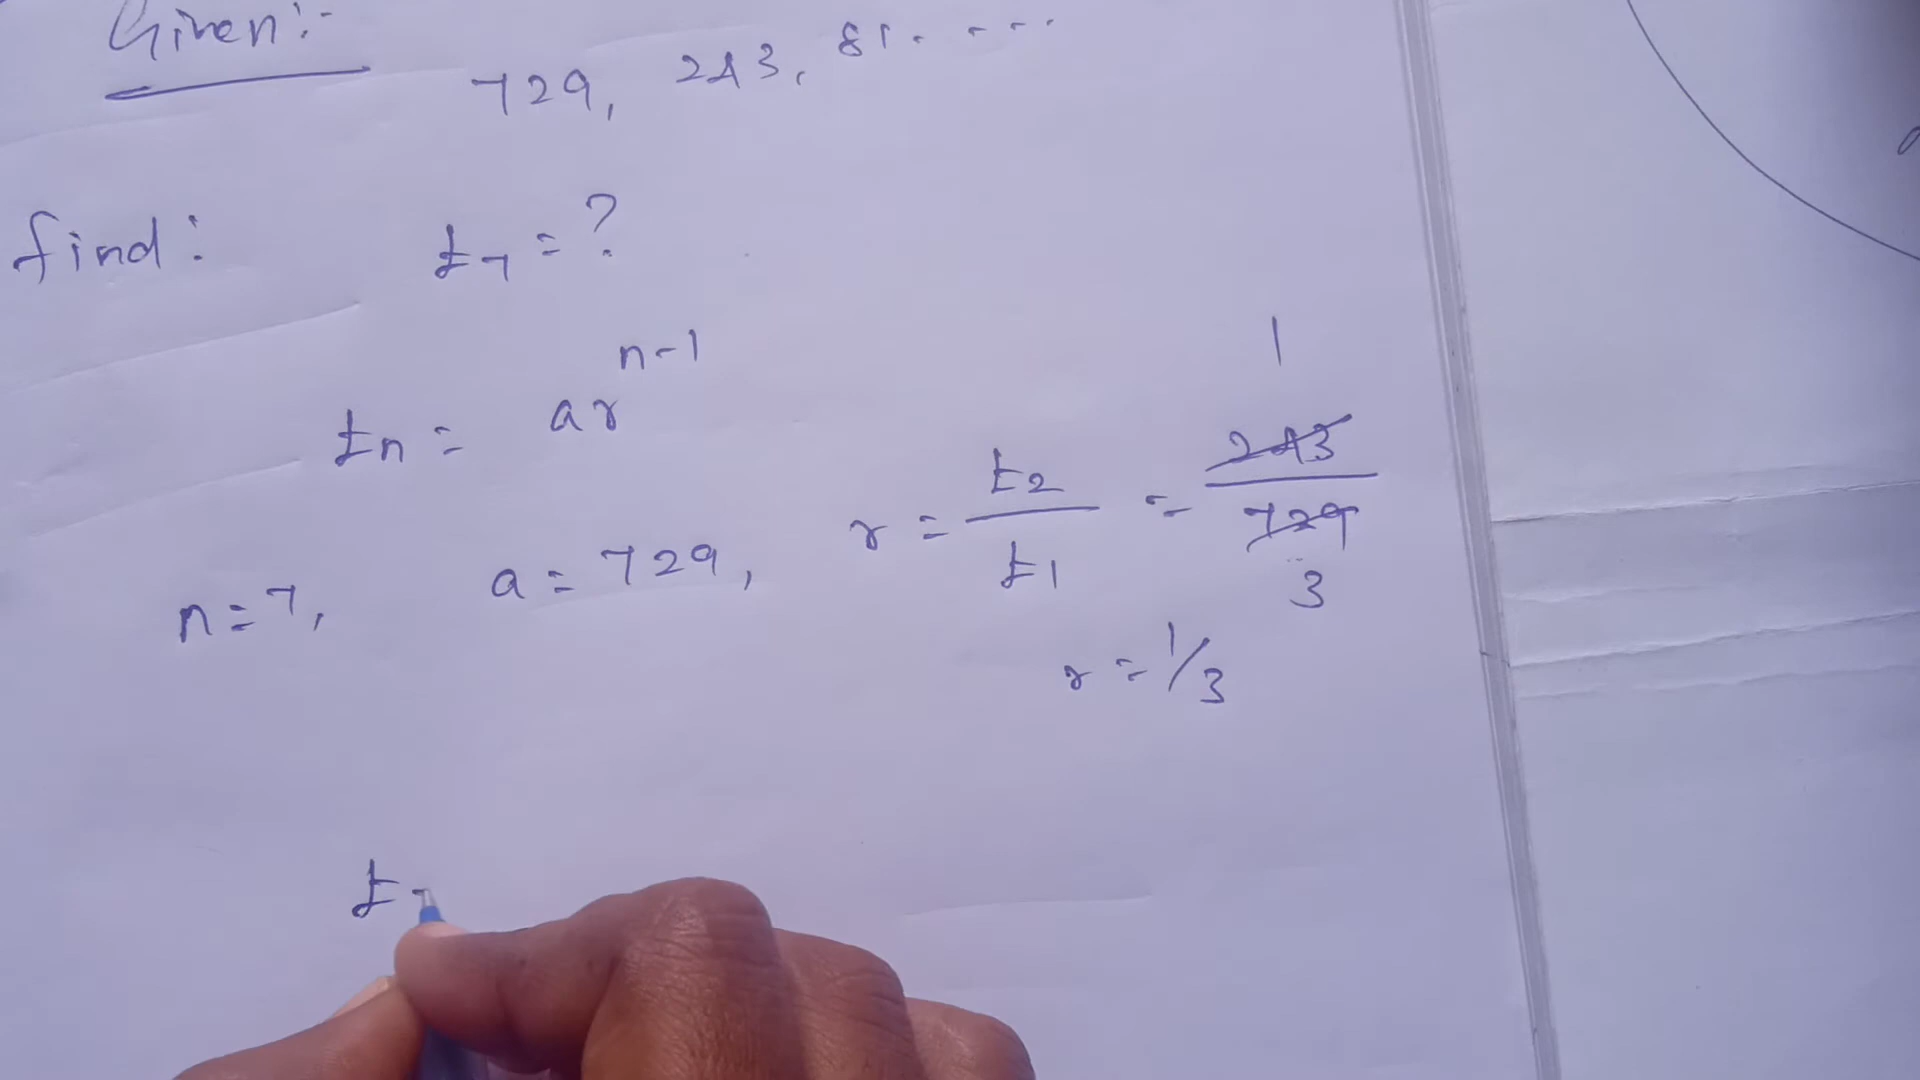 Given:-
729, 243, 81. ...
find:
t7 = ?
tn = ar^n-1
n=7, a = 729, r = t2/t1 = 243/729
1
3
r = 1/3
t7